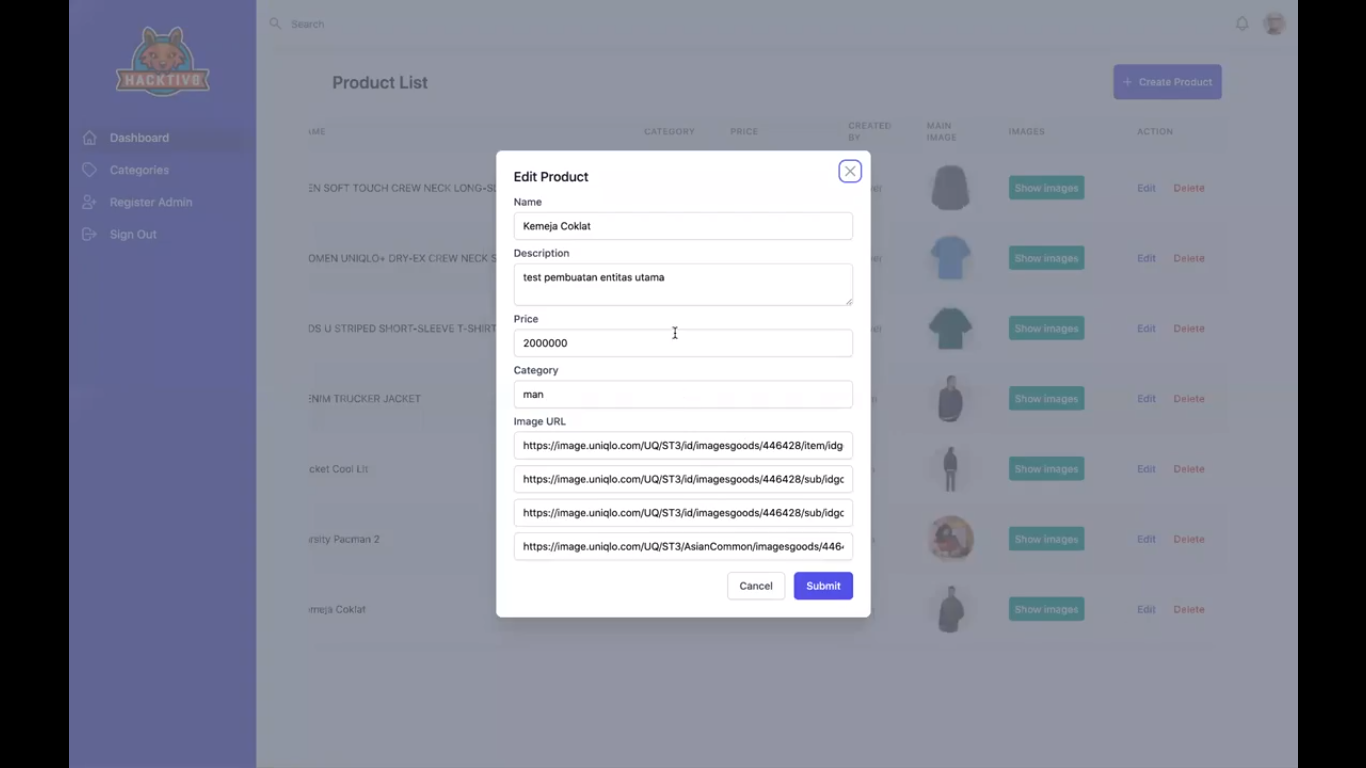 HACKTIV8
Search
Dashboard
Categories
Register Admin
Sign Out
Product List
+ Create Product
CATEGORY
PRICE
CREATED
BY
MAIN
IMAGE
IMAGES
ACTION
EN SOFT TOUCH CREW NECK LONG-SL
Show images
Edit
Delete
OMEN UNIQLO+ DRY-EX CREW NECK S
Show images
Edit
Delete
DS U STRIPED SHORT-SLEEVE T-SHIRT
Show images
Edit
Delete
ENIM TRUCKER JACKET
Show images
Edit
Delete
cket Cool Lis
Show images
Edit
Delete
arsity Pacman 2
Show images
Edit
Delete
meja Coklat
Show images
Edit
Delete
Edit Product
Name
Kemeja Coklat
Description
test pembuatan entitas utama
Price
2000000
Category
man
Image URL
https://image.uniqlo.com/UQ/ST3/id/imagesgoods/446428/item/idg
https://image.uniqlo.com/UQ/ST3/id/imagesgoods/446428/sub/idgo
https://image.uniqlo.com/UQ/ST3/id/imagesgoods/446428/sub/idgo
https://image.uniqlo.com/UQ/ST3/AsianCommon/imagesgoods/446
Cancel
Submit